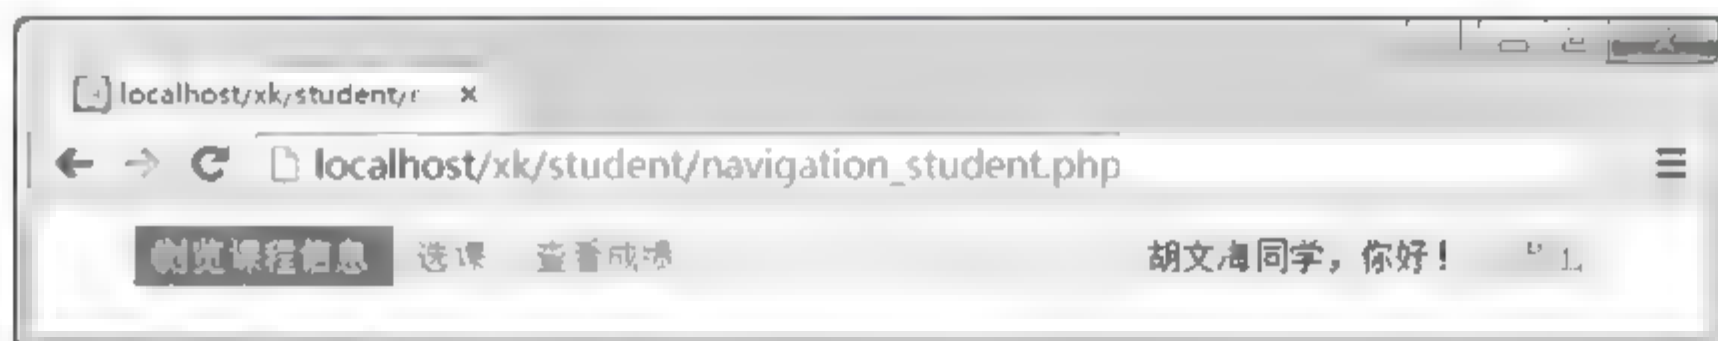 localhost/xk/student/
localhost/xk/student/navigation_student.php
浏览课程信息 选课 查看成绩 胡文海同学，你好！